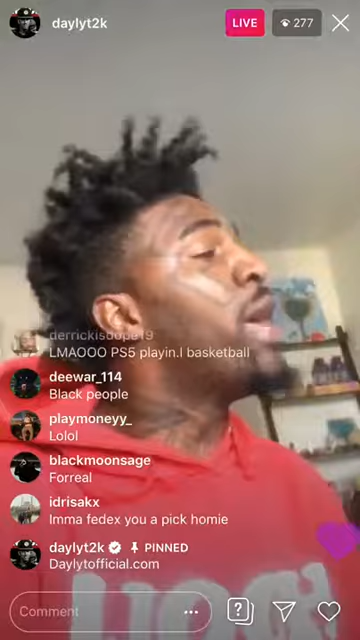 daylyt2k
LIVE
277
derrickisdope19
LMAOOO PS5 playin.I basketball
deewar_114
Black people
playmoneyy_
Lolol
blackmoonsage
Forreal
idrisakx
Imma fedex you a pick homie
daylyt2k PINNED
Daylytofficial.com
Comment